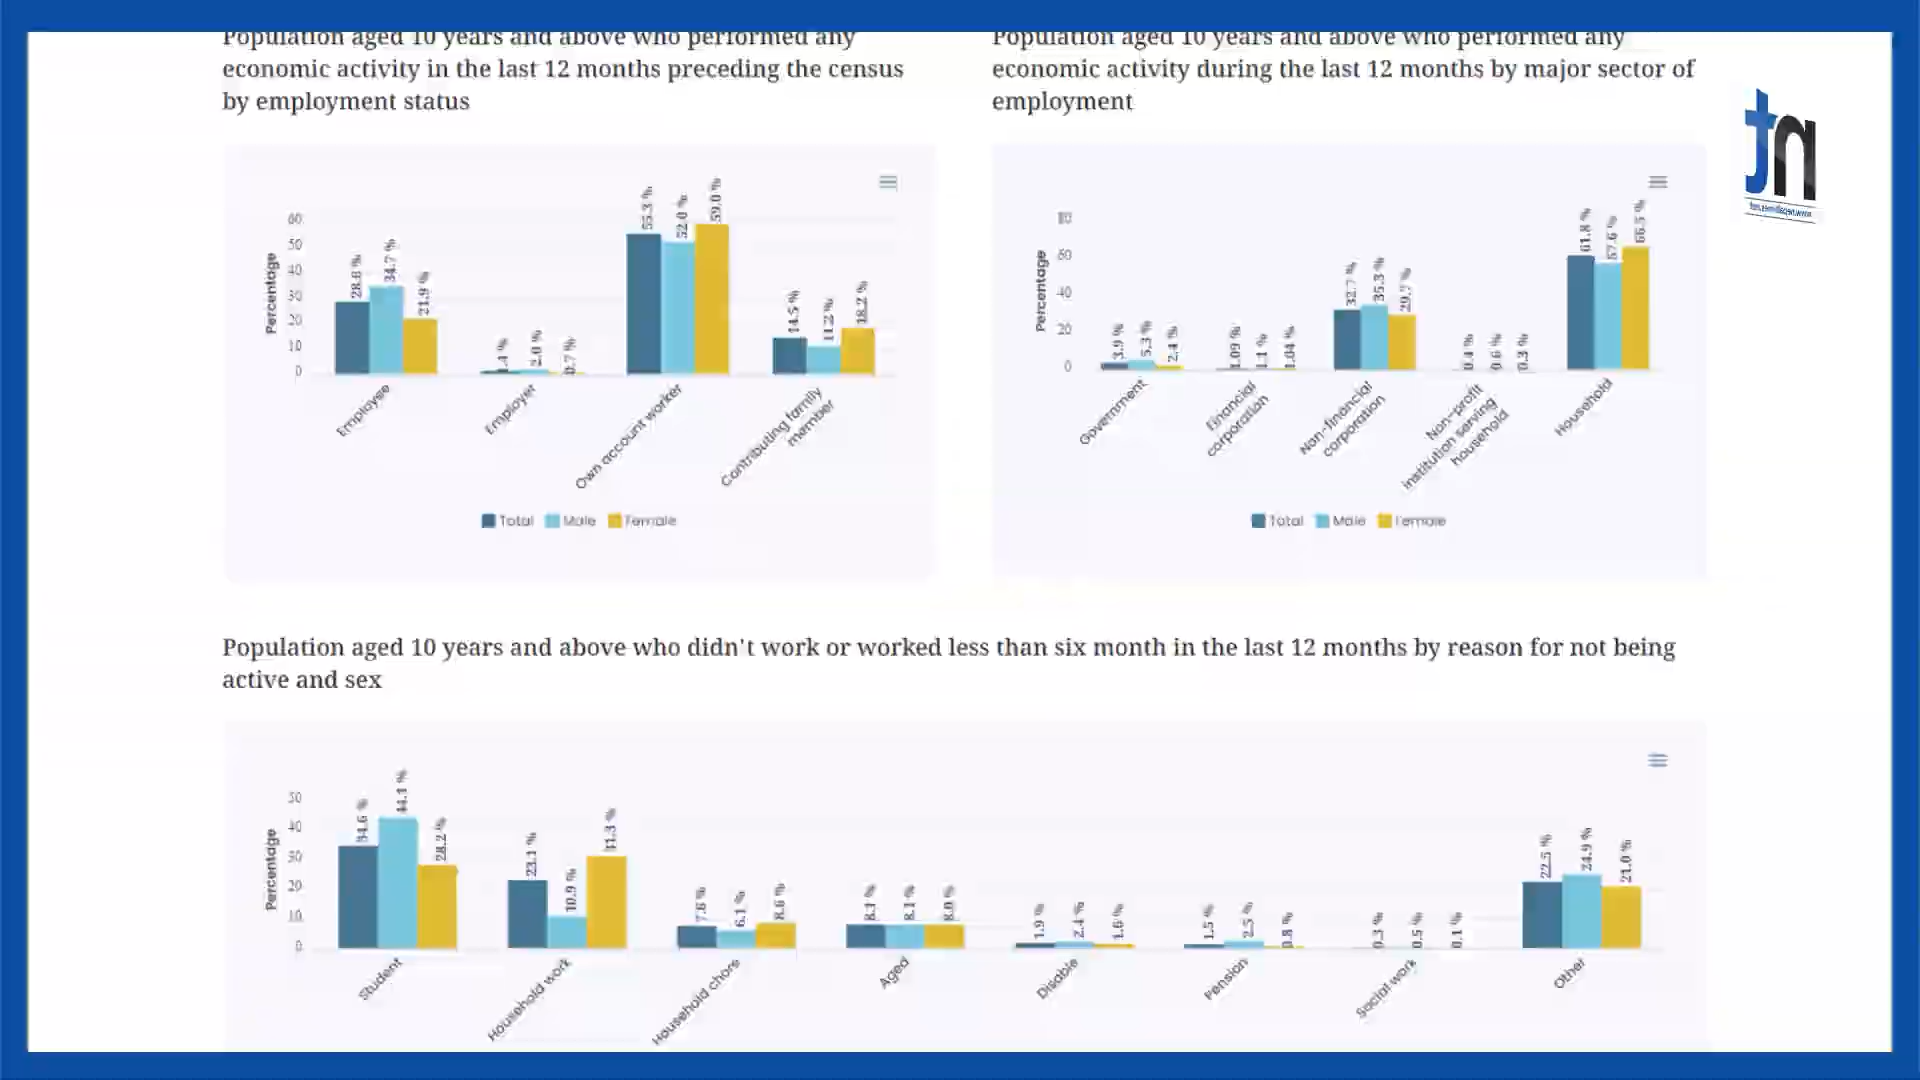 Population aged 10 years and above who performed any
economic activity in the last 12 months preceding the census
by employment status
60
50
40
30
20
10
0
Percentage
28.8 %
34.7 %
21.9 %
2.0 %
0.7 %
55.3 %
52.0 %
59.0 %
14.5 %
11.2 %
18.2 %
Employee
Employer
Own account worker
Contributing family
member
Total Male Female
Population aged 10 years and above who performed any
economic activity during the last 12 months by major sector of
employment
80
60
40
20
0
Percentage
3.9 %
5.3 %
2.4 %
1.09 %
1.1 %
1.04 %
32.7 %
35.3 %
0.4 %
0.6 %
0.3 %
61.8 %
57.6 %
66.5 %
Government
Financial
corporation
Non-financial
corporation
Non-profit
institution serving
household
Household
Total Male Female
tn
Population aged 10 years and above who didn't work or worked less than six month in the last 12 months by reason for not being
active and sex
50
40
30
20
10
0
Percentage
34.6 %
44.1 %
28.2 %
23.1 %
10.9 %
31.3 %
7.6 %
6.1 %
8.6 %
8.1 %
8.1 %
8.0 %
1.9 %
2.4 %
1.6 %
1.5 %
2.5 %
0.8 %
0.3 %
0.5 %
0.1 %
22.5 %
24.9 %
21.0 %
Student
Household work
Household chore
Aged
Disable
Pension
Social work
Other